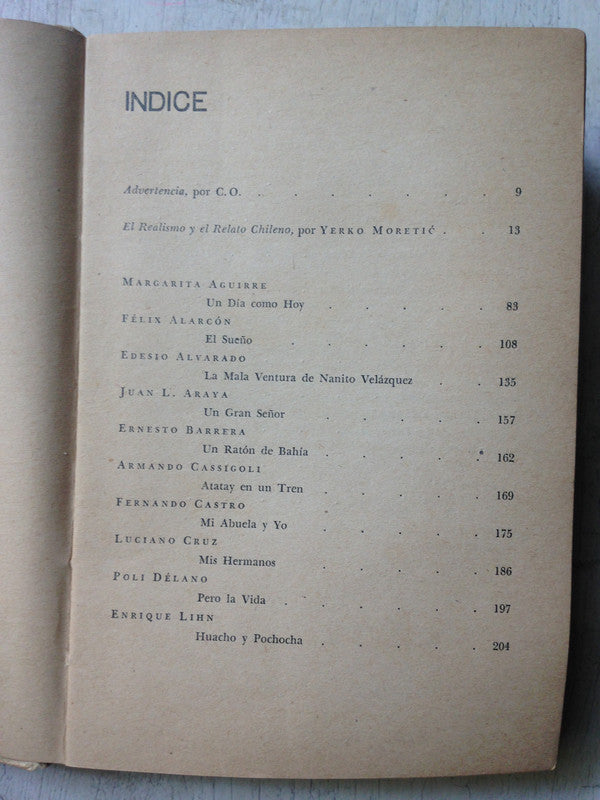 INDICE
Advertencia, por C. O. . . . . . . . 9
El Realismo y el Relato Chileno, por YERKO MORETIĆ . . 13
MARGARITA AGUIRRE
Un Día como Hoy . . . . . 83
FÉLIX ALARCÓN
El Sueño . . . . . . 108
EDESIO ALVARADO
La Mala Ventura de Nanito Velázquez . . 135
JUAN L. ARAYA
Un Gran Señor . . . . . 157
ERNESTO BARRERA
Un Ratón de Bahía . . . . . 162
ARMANDO CASSÍGOLI
Atatay en un Tren . . . . . 169
FERNANDO CASTRO
Mi Abuela y Yo . . . . . 175
LUCIANO CRUZ
Mis Hermanos . . . . . 186
POLI DÉLANO
Pero la Vida . . . . . . 197
ENRIQUE LIHN
Huacho y Pochocha . . . . . 204